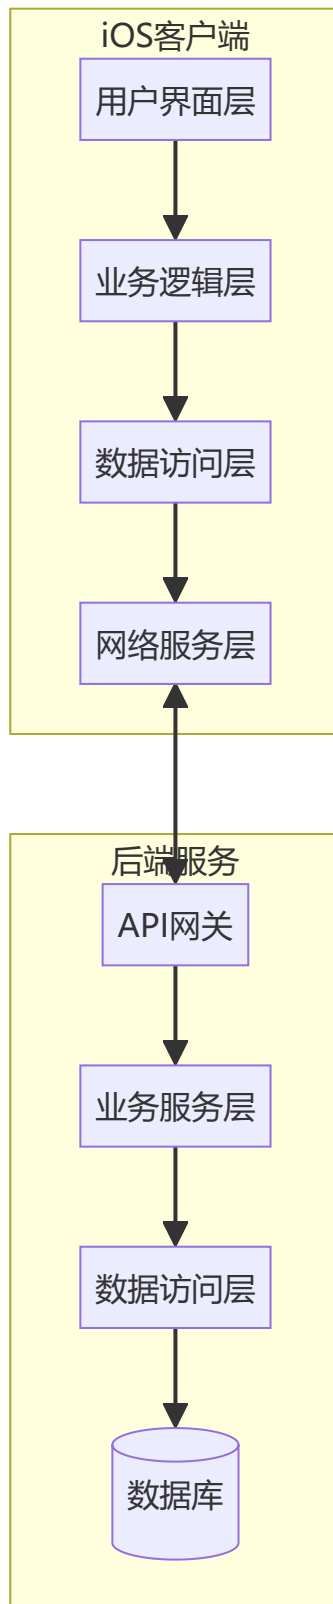 iOS客户端
用户界面层
业务逻辑层
数据访问层
网络服务层
后端服务
API网关
业务服务层
数据访问层
数据库